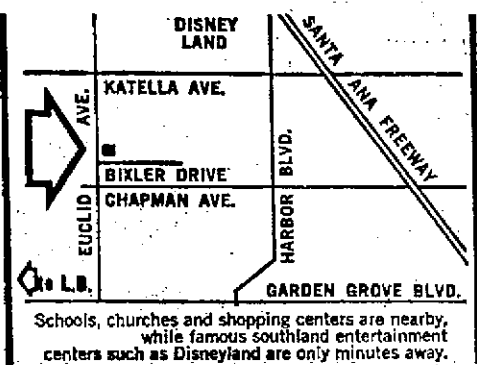 DISNEY
LAND
SANTA ANA FREEWAY
KATELLA AVE.
EUCLID AVE.
HARBOR BLVD.
BIXLER DRIVE
CHAPMAN AVE.
to L.B.
GARDEN GROVE BLVD.
Schools, churches and shopping centers are nearby,
while famous southland entertainment
centers such as Disneyland are only minutes away.